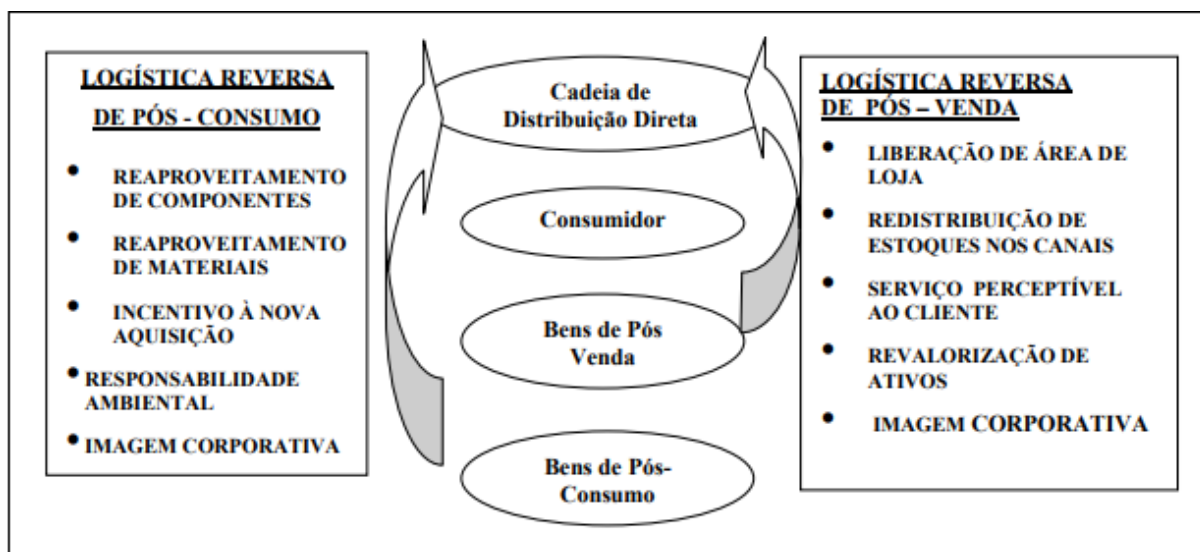 LOGÍSTICA REVERSA
DE PÓS - CONSUMO
• REAPROVEITAMENTO
DE COMPONENTES
• REAPROVEITAMENTO
DE MATERIAIS
• INCENTIVO À NOVA
AQUISIÇÃO
• RESPONSABILIDADE
AMBIENTAL
• IMAGEM CORPORATIVA
Cadeia de
Distribuição Direta
Consumidor
Bens de Pós
Venda
Bens de Pós-
Consumo
LOGÍSTICA REVERSA
DE PÓS – VENDA
• LIBERAÇÃO DE ÁREA DE
LOJA
• REDISTRIBUIÇÃO DE
ESTOQUES NOS CANAIS
• SERVIÇO PERCEPTÍVEL
AO CLIENTE
• REVALORIZAÇÃO DE
ATIVOS
• IMAGEM CORPORATIVA